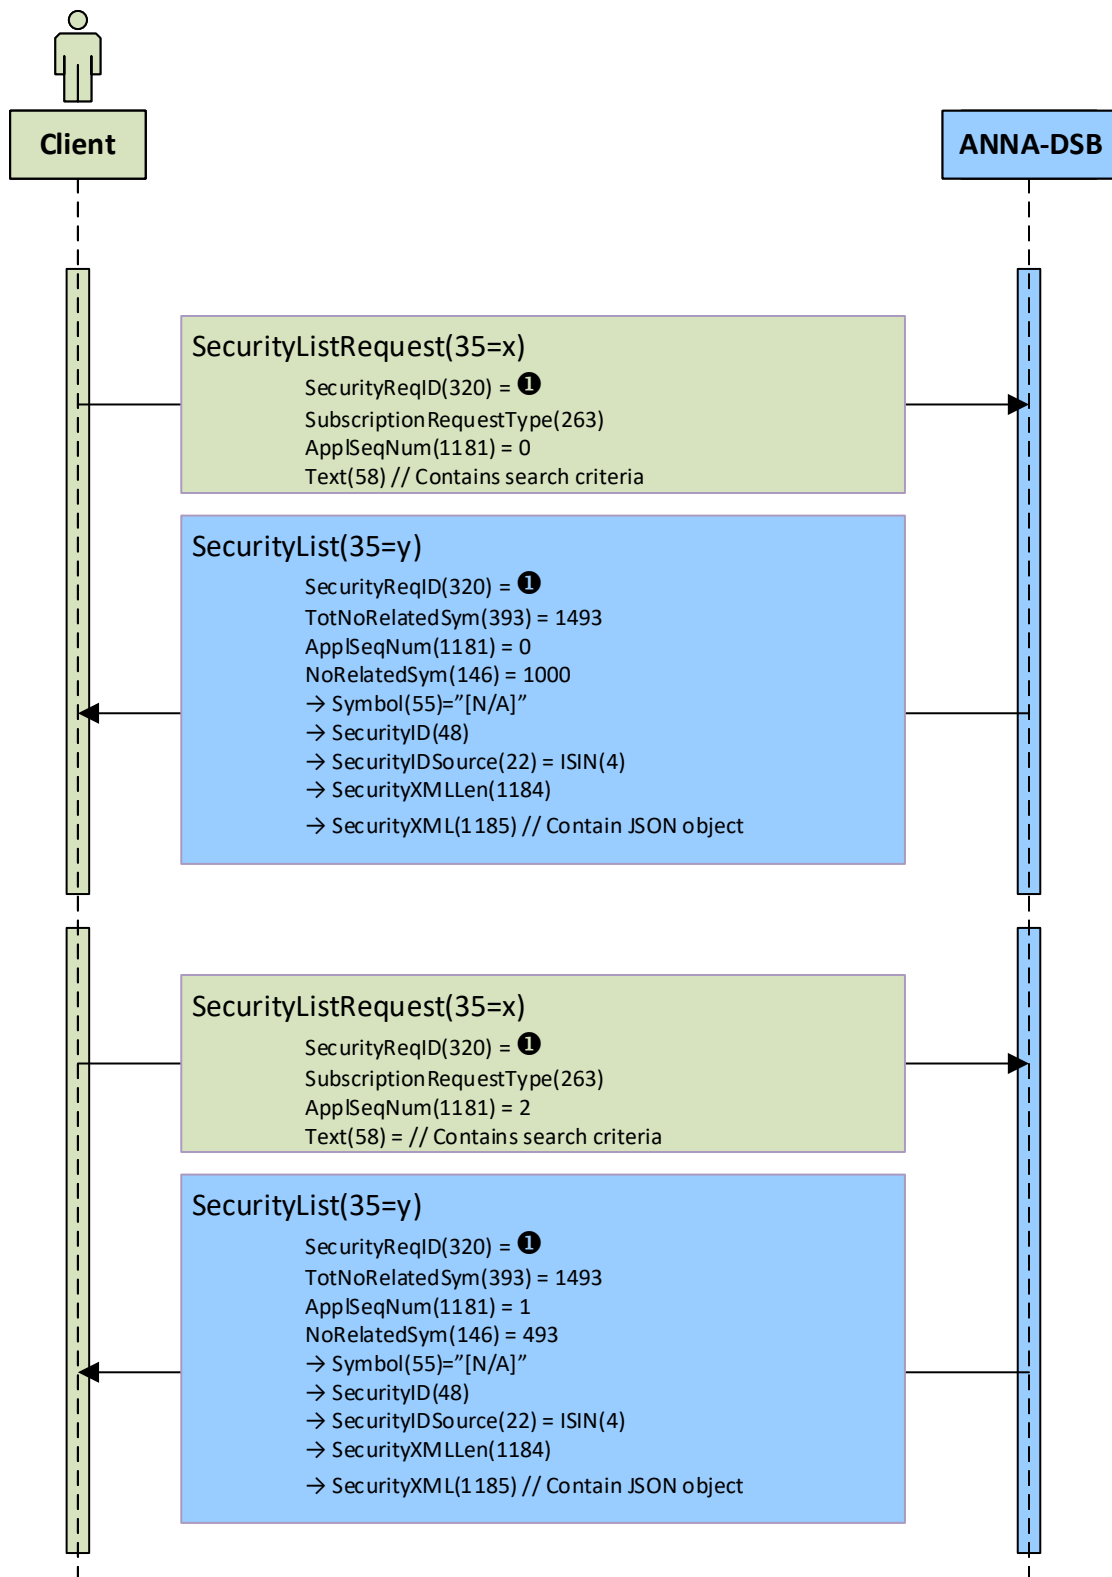 Client
ANNA-DSB
SecurityListRequest(35=x)
SecurityReqID(320) = ❶
SubscriptionRequestType(263)
ApplSeqNum(1181) = 0
Text(58) // Contains search criteria
SecurityList(35=y)
SecurityReqID(320) = ❶
TotNoRelatedSym(393) = 1493
ApplSeqNum(1181) = 0
NoRelatedSym(146) = 1000
→ Symbol(55)=”[N/A]”
→ SecurityID(48)
→ SecurityIDSource(22) = ISIN(4)
→ SecurityXMLLen(1184)
→ SecurityXML(1185) // Contain JSON object
SecurityListRequest(35=x)
SecurityReqID(320) = ❶
SubscriptionRequestType(263)
ApplSeqNum(1181) = 2
Text(58) = // Contains search criteria
SecurityList(35=y)
SecurityReqID(320) = ❶
TotNoRelatedSym(393) = 1493
ApplSeqNum(1181) = 1
NoRelatedSym(146) = 493
→ Symbol(55)=”[N/A]”
→ SecurityID(48)
→ SecurityIDSource(22) = ISIN(4)
→ SecurityXMLLen(1184)
→ SecurityXML(1185) // Contain JSON object